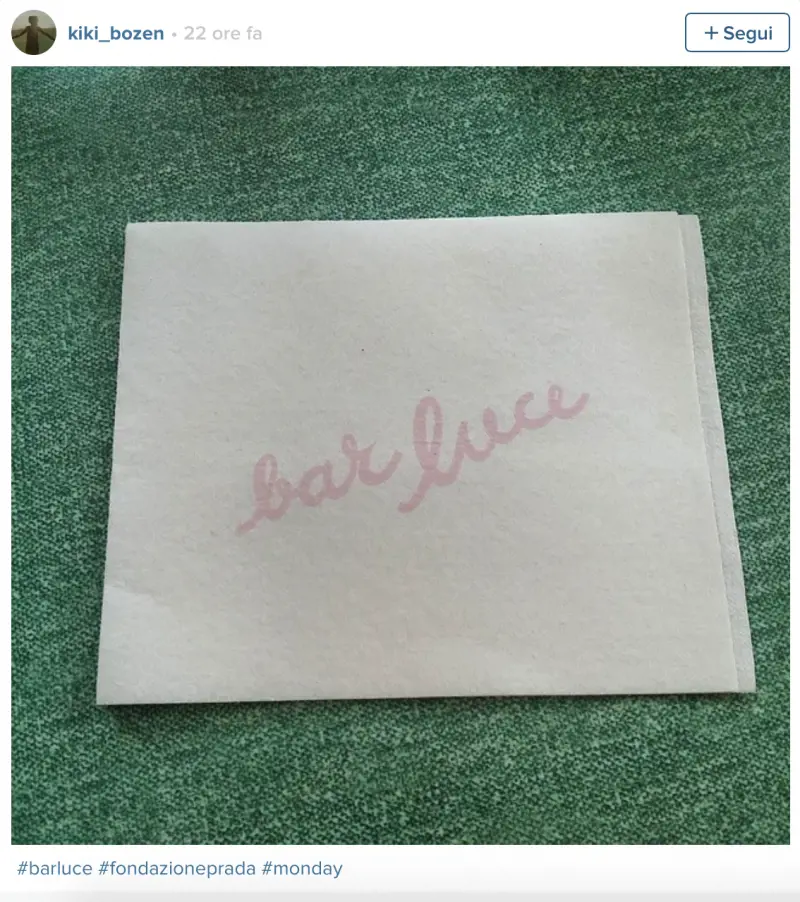 kiki_bozen • 22 ore fa
+ Segui
bar luce
#barluce #fondazioneprada #monday